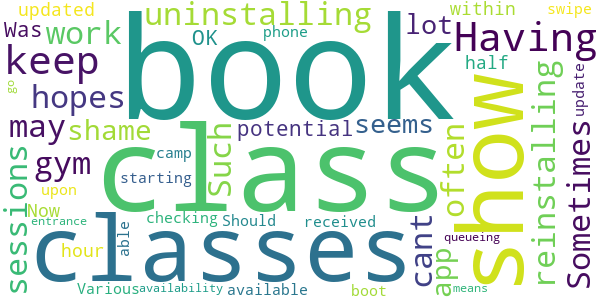 updated
uninstalling
lot
within
swipe
Was
work
OK
phone
book
Having
keep
half
hopes
may
shame
Such
potential
seems
show
reinstalling
Sometimes
update
go
gym
camp
class
often
starting
sessions
upon
Now
checking
Should
received
cant
app
entrance
able
classes
queueing
hour
Various
availability
available
boot
means